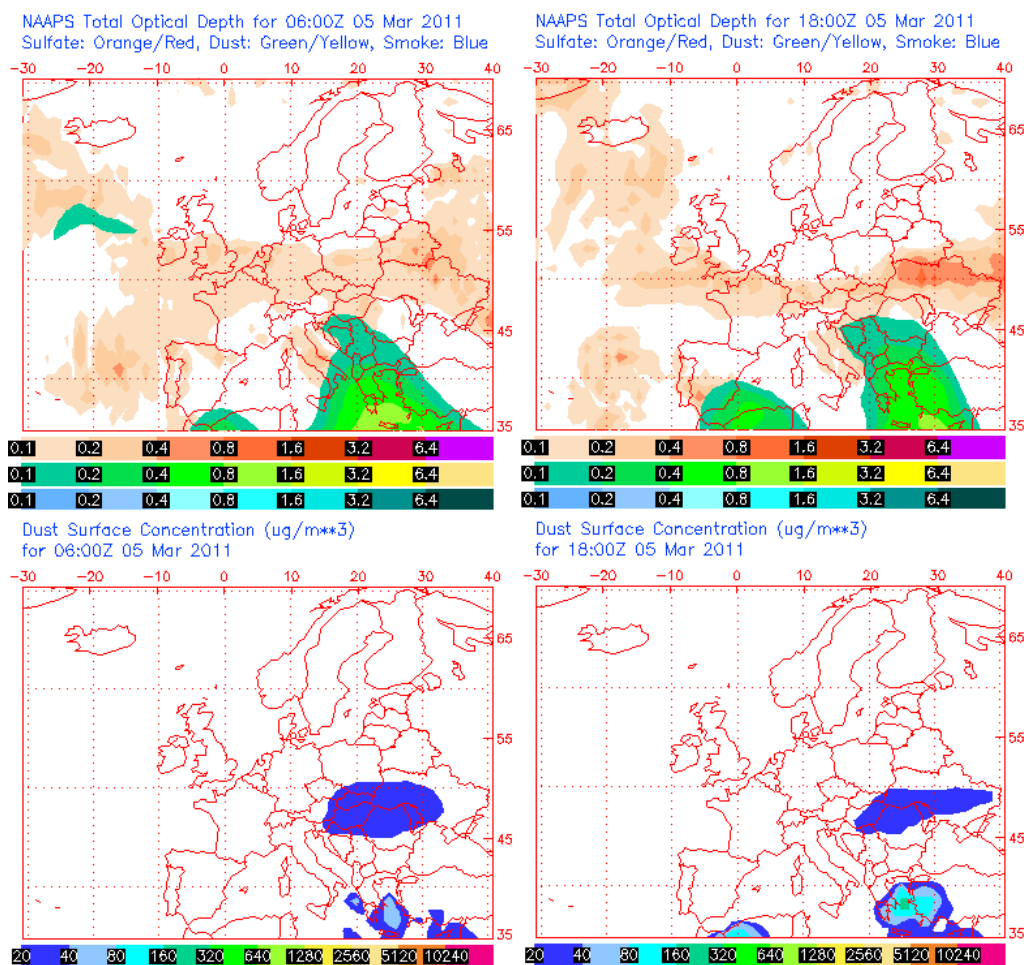 NAAPS Total Optical Depth for 06:00Z 05 Mar 2011
Sulfate: Orange/Red, Dust: Green/Yellow, Smoke: Blue
-30 -20 -10 0 10 20 30 40
65
55
45
35
0.1 0.2 0.4 0.8 1.6 3.2 6.4
0.1 0.2 0.4 0.8 1.6 3.2 6.4
0.1 0.2 0.4 0.8 1.6 3.2 6.4
NAAPS Total Optical Depth for 18:00Z 05 Mar 2011
Sulfate: Orange/Red, Dust: Green/Yellow, Smoke: Blue
-30 -20 -10 0 10 20 30 40
65
55
45
35
0.1 0.2 0.4 0.8 1.6 3.2 6.4
0.1 0.2 0.4 0.8 1.6 3.2 6.4
0.1 0.2 0.4 0.8 1.6 3.2 6.4
Dust Surface Concentration (ug/m**3)
for 06:00Z 05 Mar 2011
-30 -20 -10 0 10 20 30 40
65
55
45
35
20 40 80 160 320 640 1280 2560 5120 10240
Dust Surface Concentration (ug/m**3)
for 18:00Z 05 Mar 2011
-30 -20 -10 0 10 20 30 40
65
55
45
35
20 40 80 160 320 640 1280 2560 5120 10240